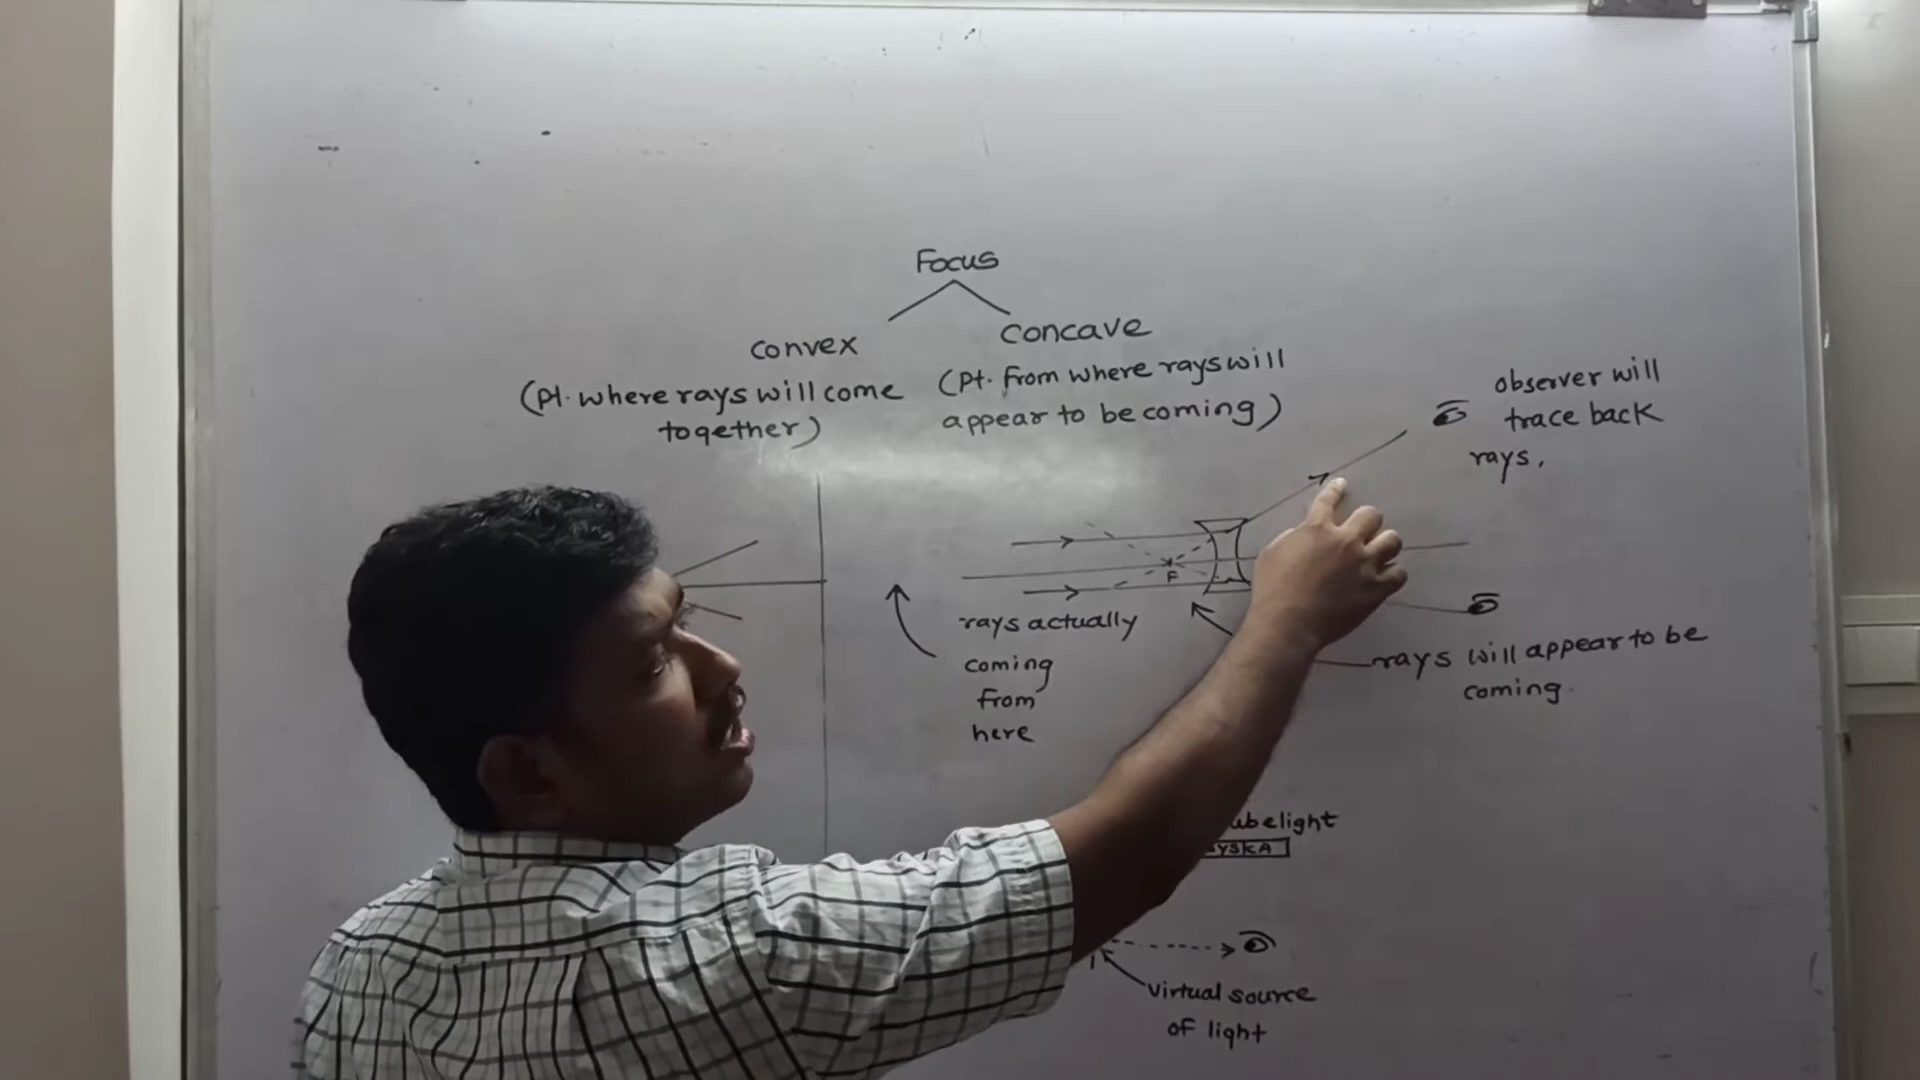 Focus
convex
concave
(pt. where rays will come
together)
(pt. from where rays will
appear to be coming)
observer will
trace back
rays.
F
rays actually
coming
from
here
rays will appear to be
coming.
virtual source
of light